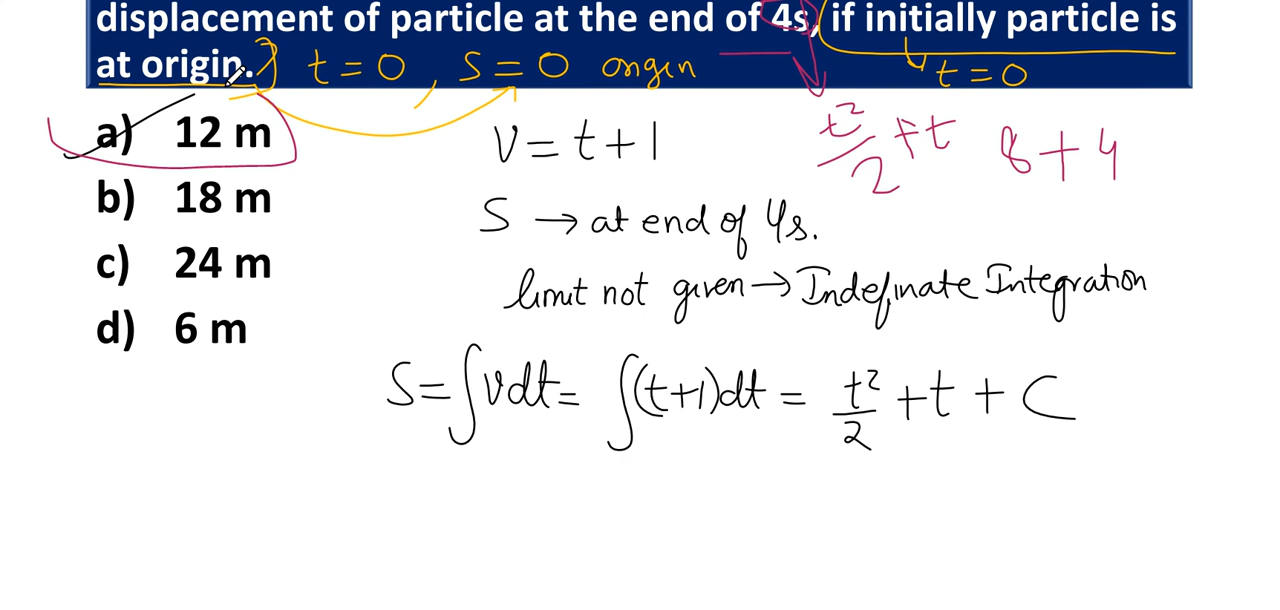 displacement of particle at the end of 4s, if initially particle is
at origin. } t = 0 , s = 0 origin t = 0
a) 12 m
b) 18 m
c) 24 m
d) 6 m
V = t + 1
t²/2 + t 8 + 4
S → at end of 4s.
limit not given → Indefinate Integration
S = ∫vdt = ∫(t+1)dt = t²/2 + t + C